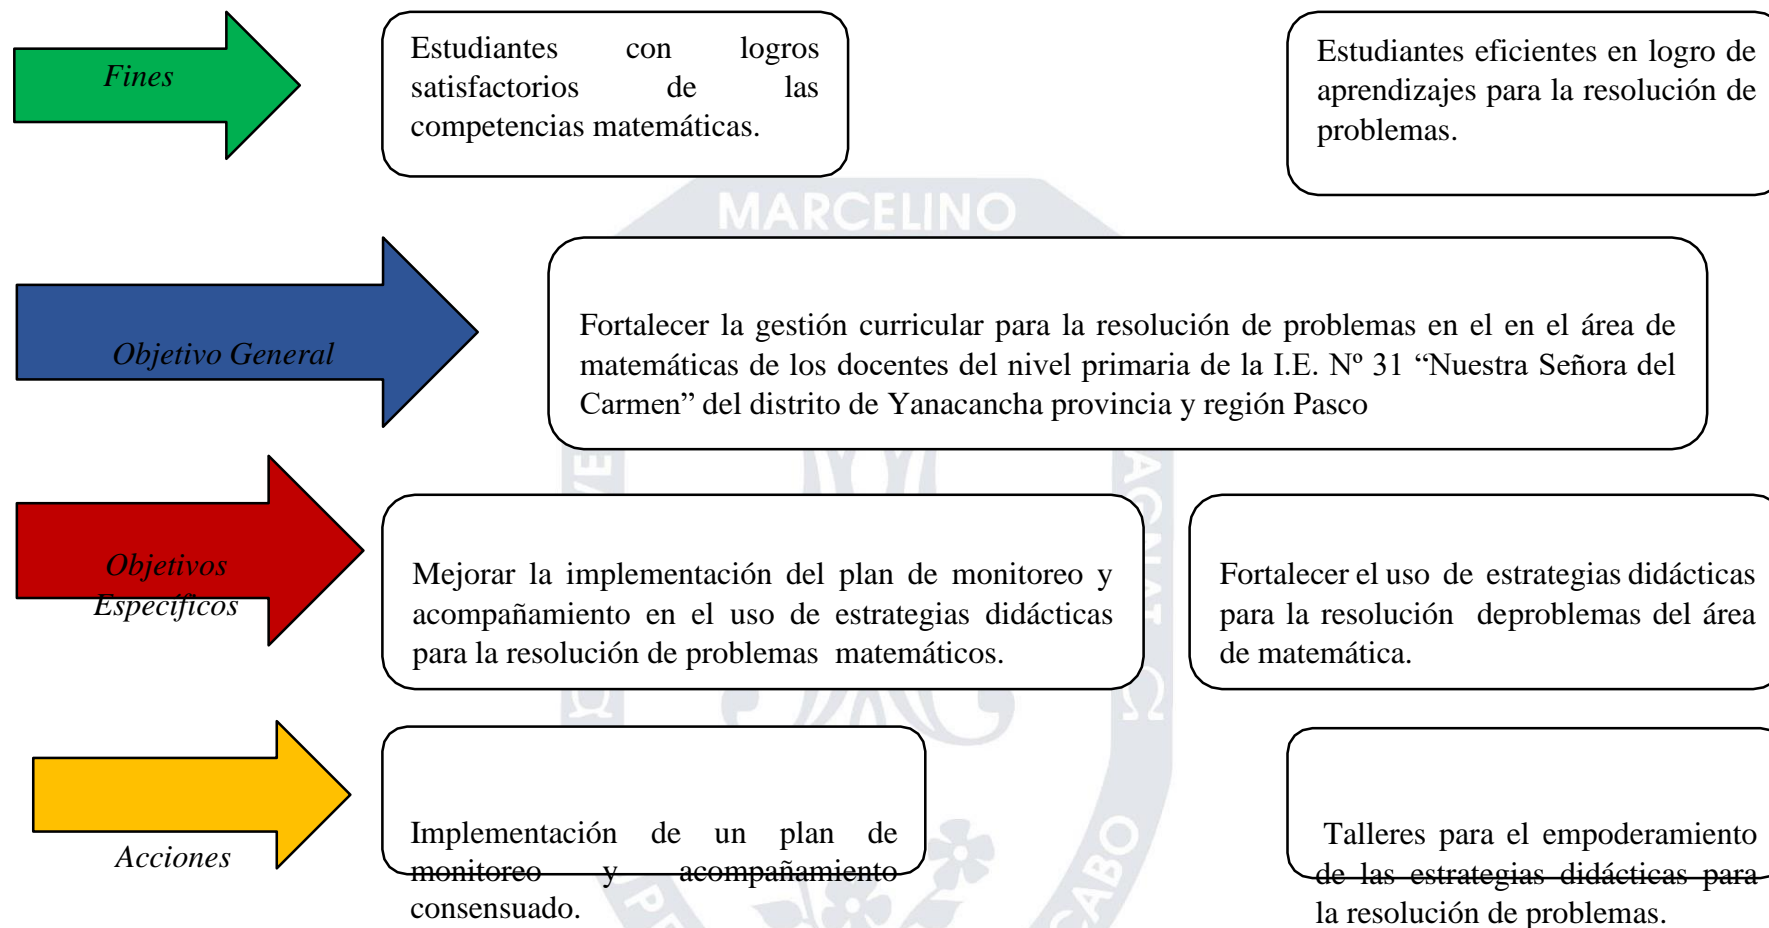 Fines
Estudiantes con logros
satisfactorios de las
competencias matemáticas.
Estudiantes eficientes en logro de
aprendizajes para la resolución de
problemas.
MARCELINO
Objetivo General
Fortalecer la gestión curricular para la resolución de problemas en el en el área de
matemáticas de los docentes del nivel primaria de la I.E. Nº 31 “Nuestra Señora del
Carmen” del distrito de Yanacancha provincia y región Pasco
Objetivos
Específicos
Mejorar la implementación del plan de monitoreo y
acompañamiento en el uso de estrategias didácticas
para la resolución de problemas matemáticos.
Fortalecer el uso de estrategias didácticas
para la resolución deproblemas del área
de matemática.
Acciones
Implementación de un plan de
monitoreo y acompañamiento
consensuado.
Talleres para el empoderamiento
de las estrategias didácticas para
la resolución de problemas.